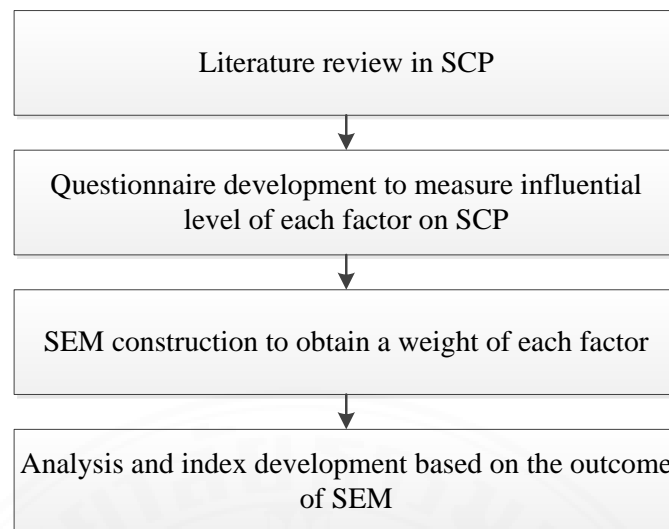 Literature review in SCP
Questionnaire development to measure influential
level of each factor on SCP
SEM construction to obtain a weight of each factor
Analysis and index development based on the outcome
of SEM